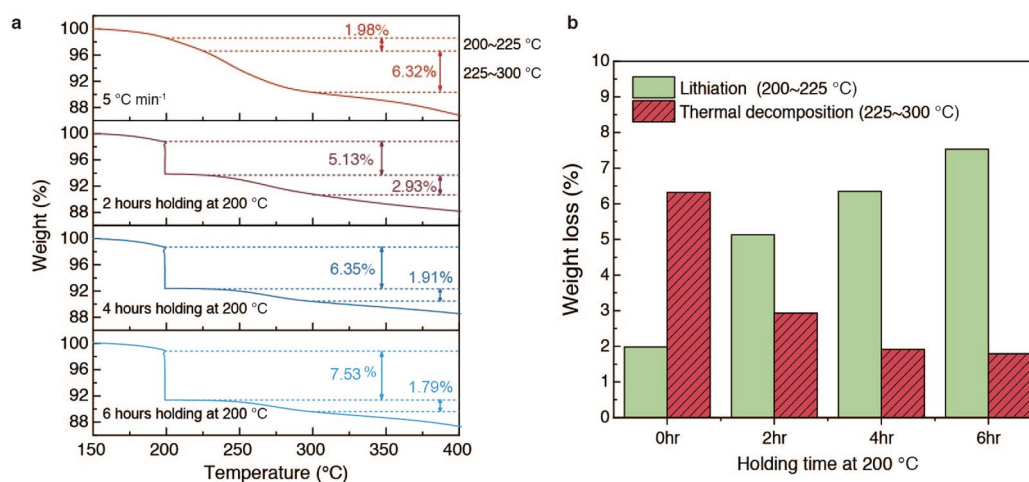 a
100
96
92
88
5 °C min-1
1.98%
6.32%
200~225 °C
225~300 °C
100
96
92
88
2 hours holding at 200 °C
5.13%
2.93%
100
96
92
88
4 hours holding at 200 °C
6.35%
1.91%
100
96
92
88
6 hours holding at 200 °C
7.53 %
1.79%
Weight (%)
150 200 250 300 350 400
Temperature (°C)
b
10
9
8
7
6
5
4
3
2
1
0
Weight loss (%)
Lithiation (200~225 °C)
Thermal decomposition (225~300 °C)
0hr 2hr 4hr 6hr
Holding time at 200 °C